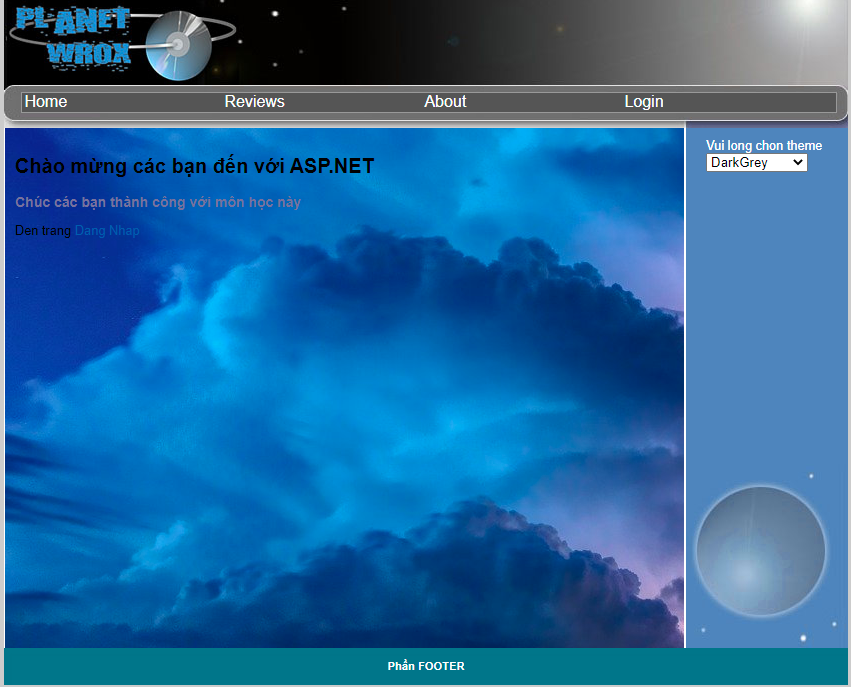 PLANET
WROX
Home Reviews About Login
Vui long chon theme
DarkGrey
Chào mừng các bạn đến với ASP.NET
Chúc các bạn thành công với môn học này
Den trang Dang Nhap
Phần FOOTER